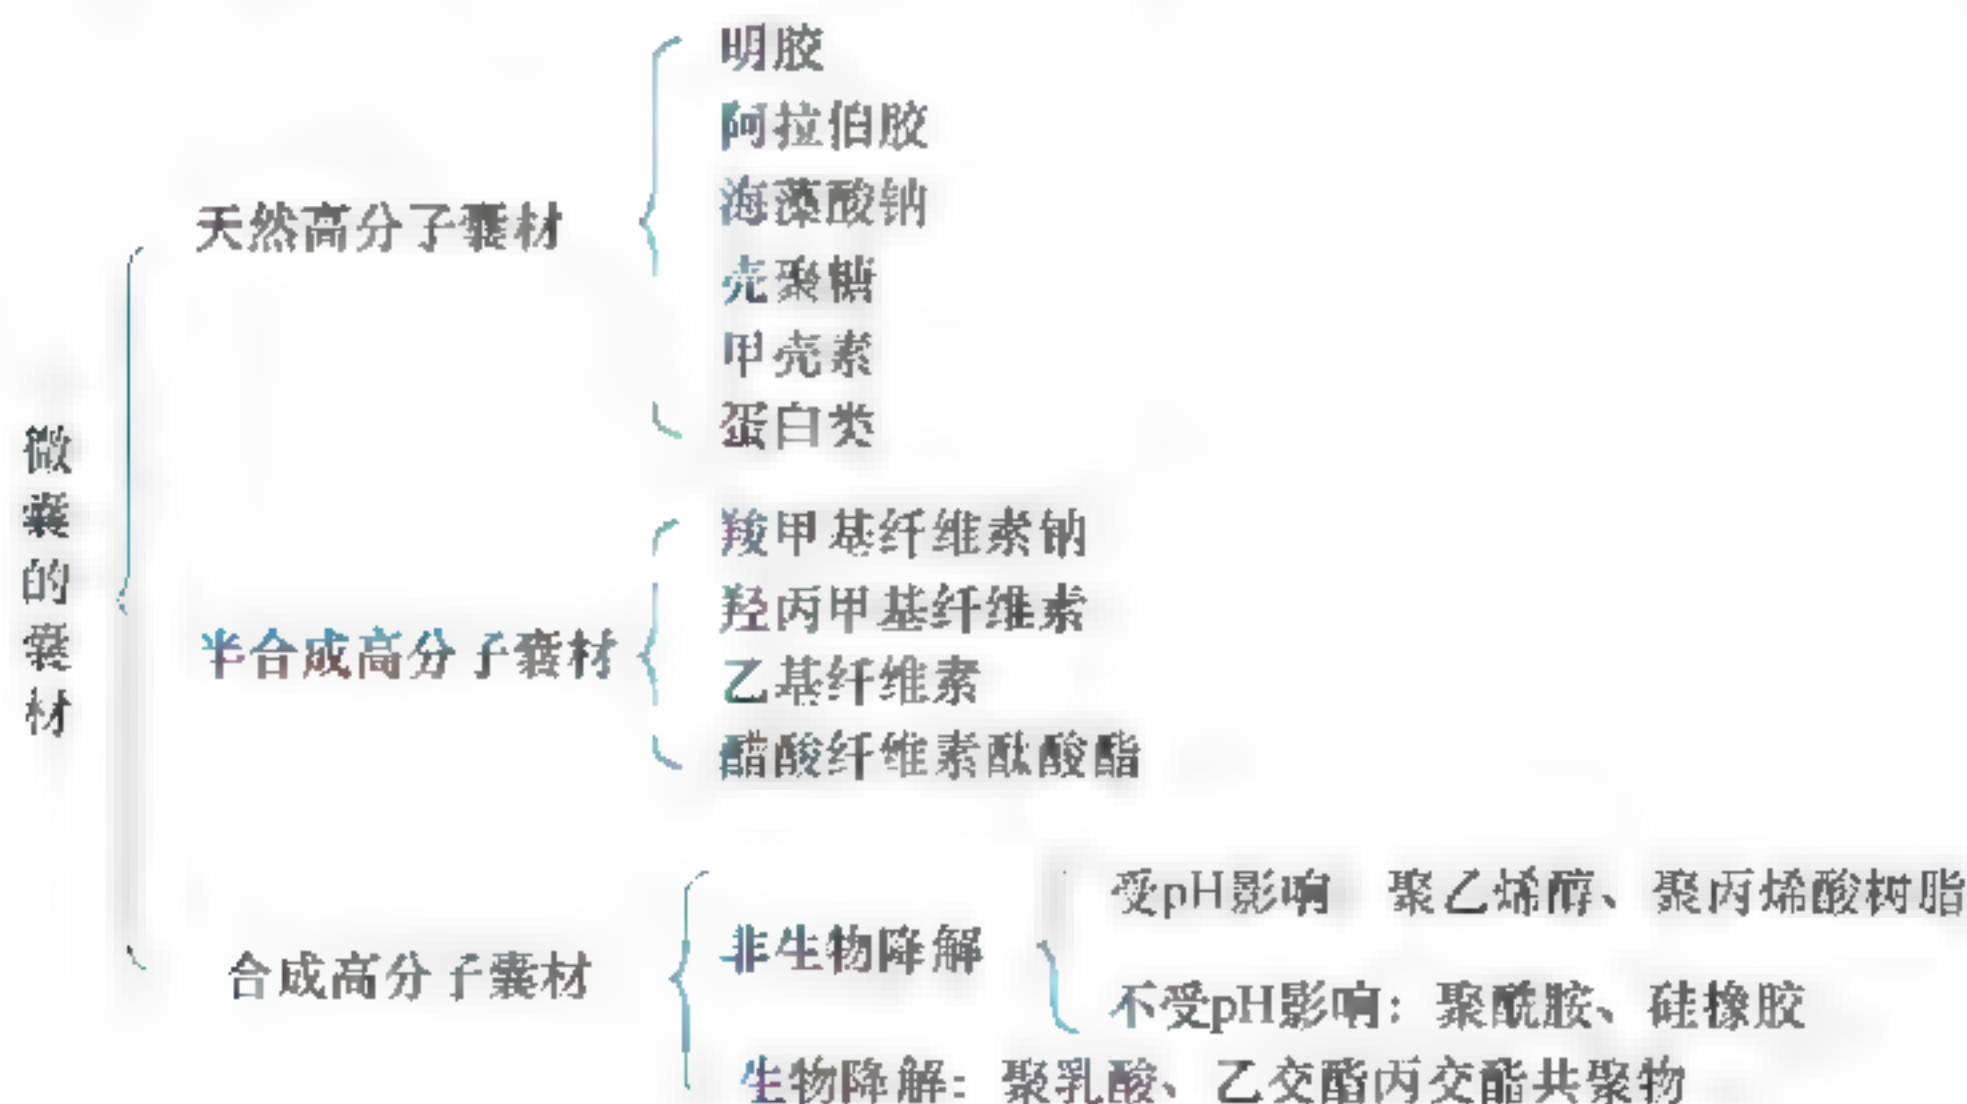 微囊的囊材
天然高分子囊材
明胶
阿拉伯胶
海藻酸钠
壳聚糖
甲壳素
蛋白类
半合成高分子囊材
羧甲基纤维素钠
羟丙甲基纤维素
乙基纤维素
醋酸纤维素酞酸酯
合成高分子囊材
非生物降解
受pH影响 聚乙烯醇、聚丙烯酸树脂
不受pH影响：聚酰胺、硅橡胶
生物降解：聚乳酸、乙交酯丙交酯共聚物